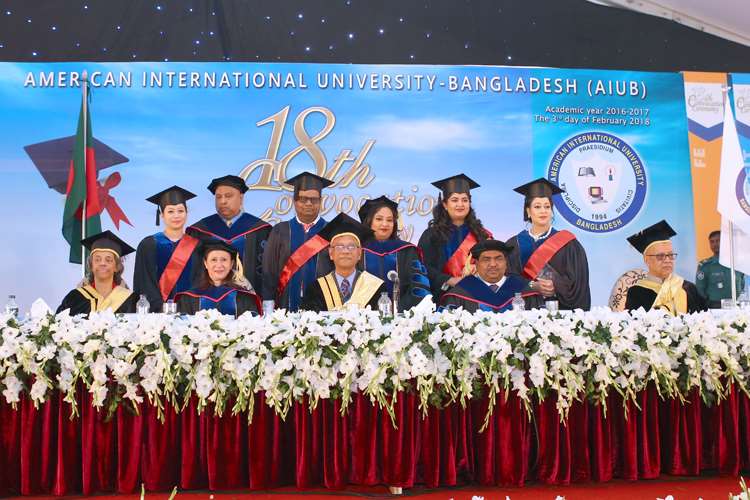 AMERICAN INTERNATIONAL UNIVERSITY-BANGLADESH (AIUB)
Academic year 2016-2017
The 3rd day of February 2018
18th
AMERICAN INTERNATIONAL UNIVERSITY
PRAESIDIUM
1994
BANGLADESH